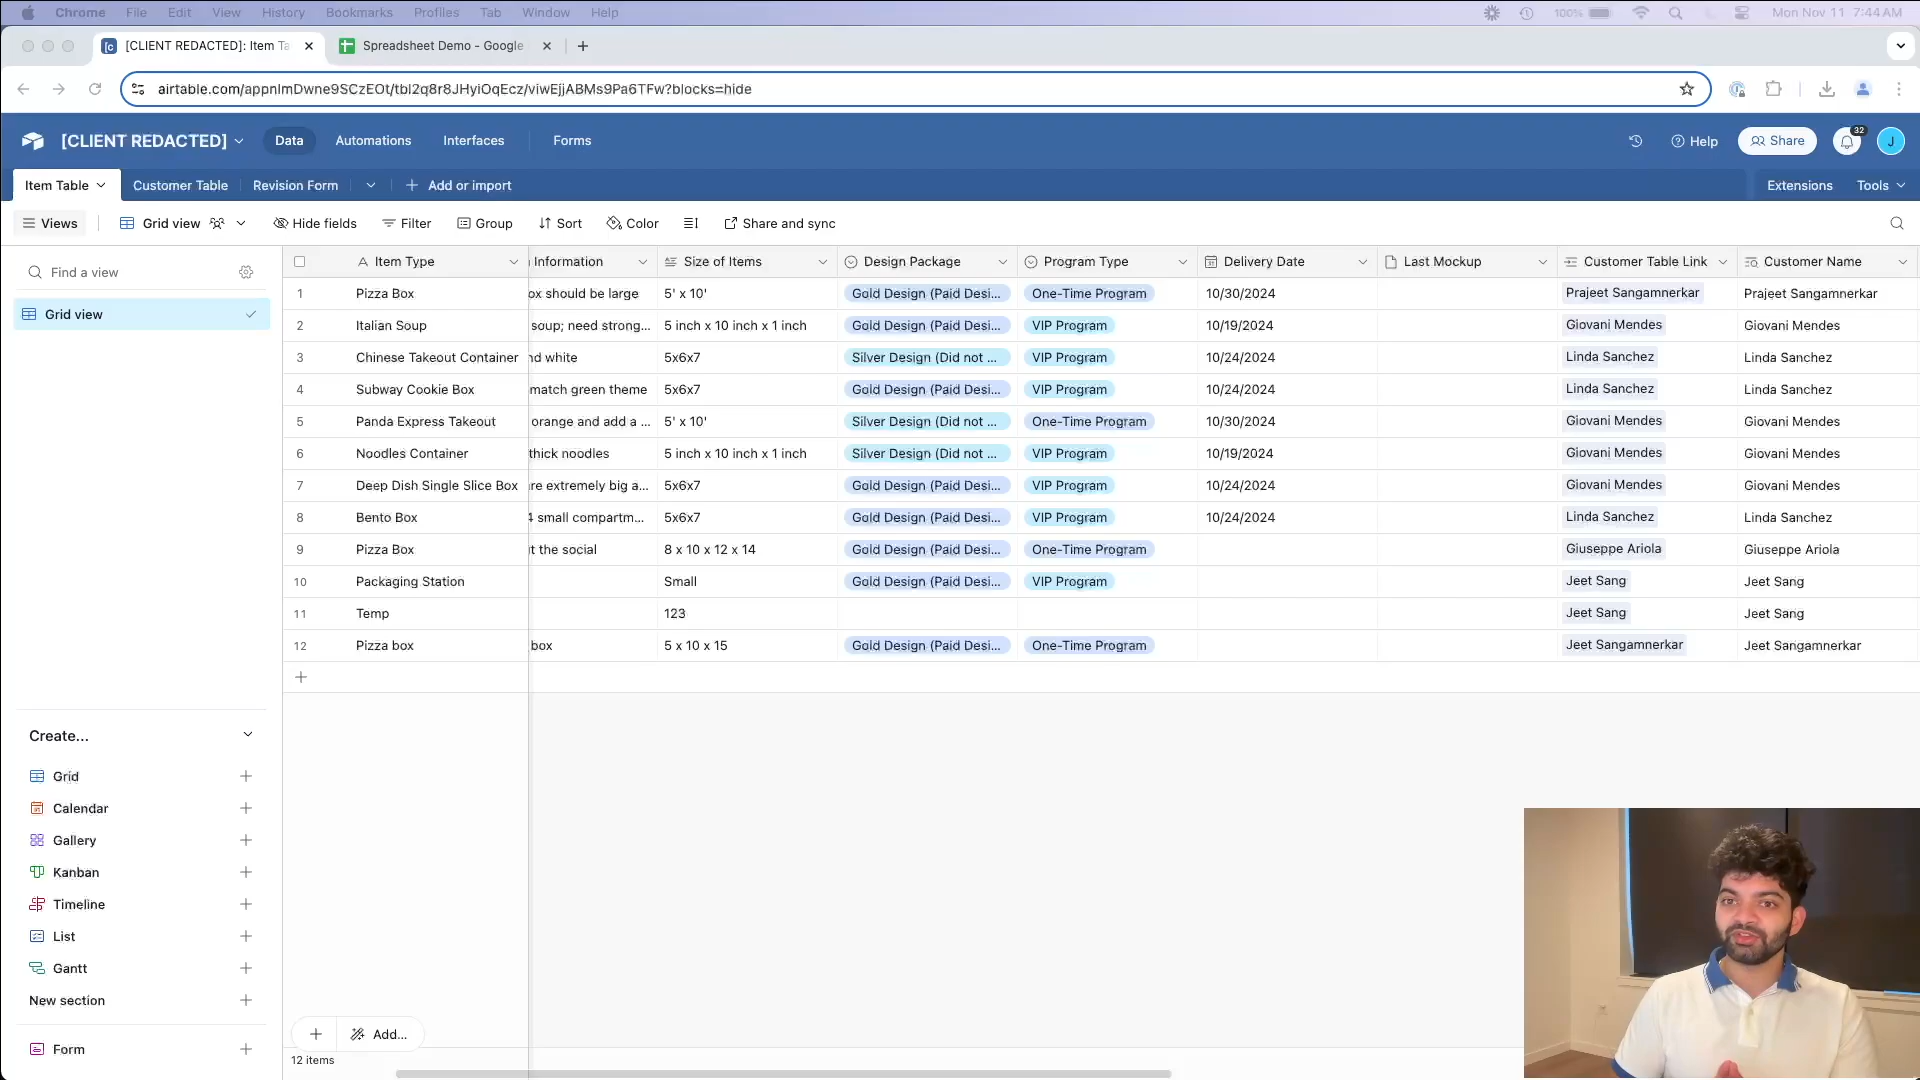 Chrome File Edit View History Bookmarks Profiles Tab Window Help 100% Mon Nov 11 7:44 AM
[CLIENT REDACTED]: Item Ta Spreadsheet Demo - Google
airtable.com/appnlmDwne9SCzEOt/tbl2q8r8JHyiOqEcz/viwEjjABMs9Pa6TFw?blocks=hide
[CLIENT REDACTED] Data Automations Interfaces Forms Help Share 32 J
Item Table Customer Table Revision Form Add or import Extensions Tools
Views Grid view Hide fields Filter Group Sort Color Share and sync
Find a view
Grid view
Item Type Information Size of Items Design Package Program Type Delivery Date Last Mockup Customer Table Link Customer Name
1 Pizza Box ox should be large 5' x 10' Gold Design (Paid Desi... One-Time Program 10/30/2024 Prajeet Sangamnerkar Prajeet Sangamnerkar
2 Italian Soup soup; need strong... 5 inch x 10 inch x 1 inch Gold Design (Paid Desi... VIP Program 10/19/2024 Giovani Mendes Giovani Mendes
3 Chinese Takeout Container nd white 5x6x7 Silver Design (Did not ... VIP Program 10/24/2024 Linda Sanchez Linda Sanchez
4 Subway Cookie Box match green theme 5x6x7 Gold Design (Paid Desi... VIP Program 10/24/2024 Linda Sanchez Linda Sanchez
5 Panda Express Takeout orange and add a ... 5' x 10' Silver Design (Did not ... One-Time Program 10/30/2024 Giovani Mendes Giovani Mendes
6 Noodles Container thick noodles 5 inch x 10 inch x 1 inch Silver Design (Did not ... VIP Program 10/19/2024 Giovani Mendes Giovani Mendes
7 Deep Dish Single Slice Box re extremely big a... 5x6x7 Gold Design (Paid Desi... VIP Program 10/24/2024 Giovani Mendes Giovani Mendes
8 Bento Box 4 small compartm... 5x6x7 Gold Design (Paid Desi... VIP Program 10/24/2024 Linda Sanchez Linda Sanchez
9 Pizza Box t the social 8 x 10 x 12 x 14 Gold Design (Paid Desi... One-Time Program Giuseppe Ariola Giuseppe Ariola
10 Packaging Station Small Gold Design (Paid Desi... VIP Program Jeet Sang Jeet Sang
11 Temp 123 Jeet Sang Jeet Sang
12 Pizza box box 5 x 10 x 15 Gold Design (Paid Desi... One-Time Program Jeet Sangamnerkar Jeet Sangamnerkar
Create...
Grid
Calendar
Gallery
Kanban
Timeline
List
Gantt
New section
Form
Add...
12 items